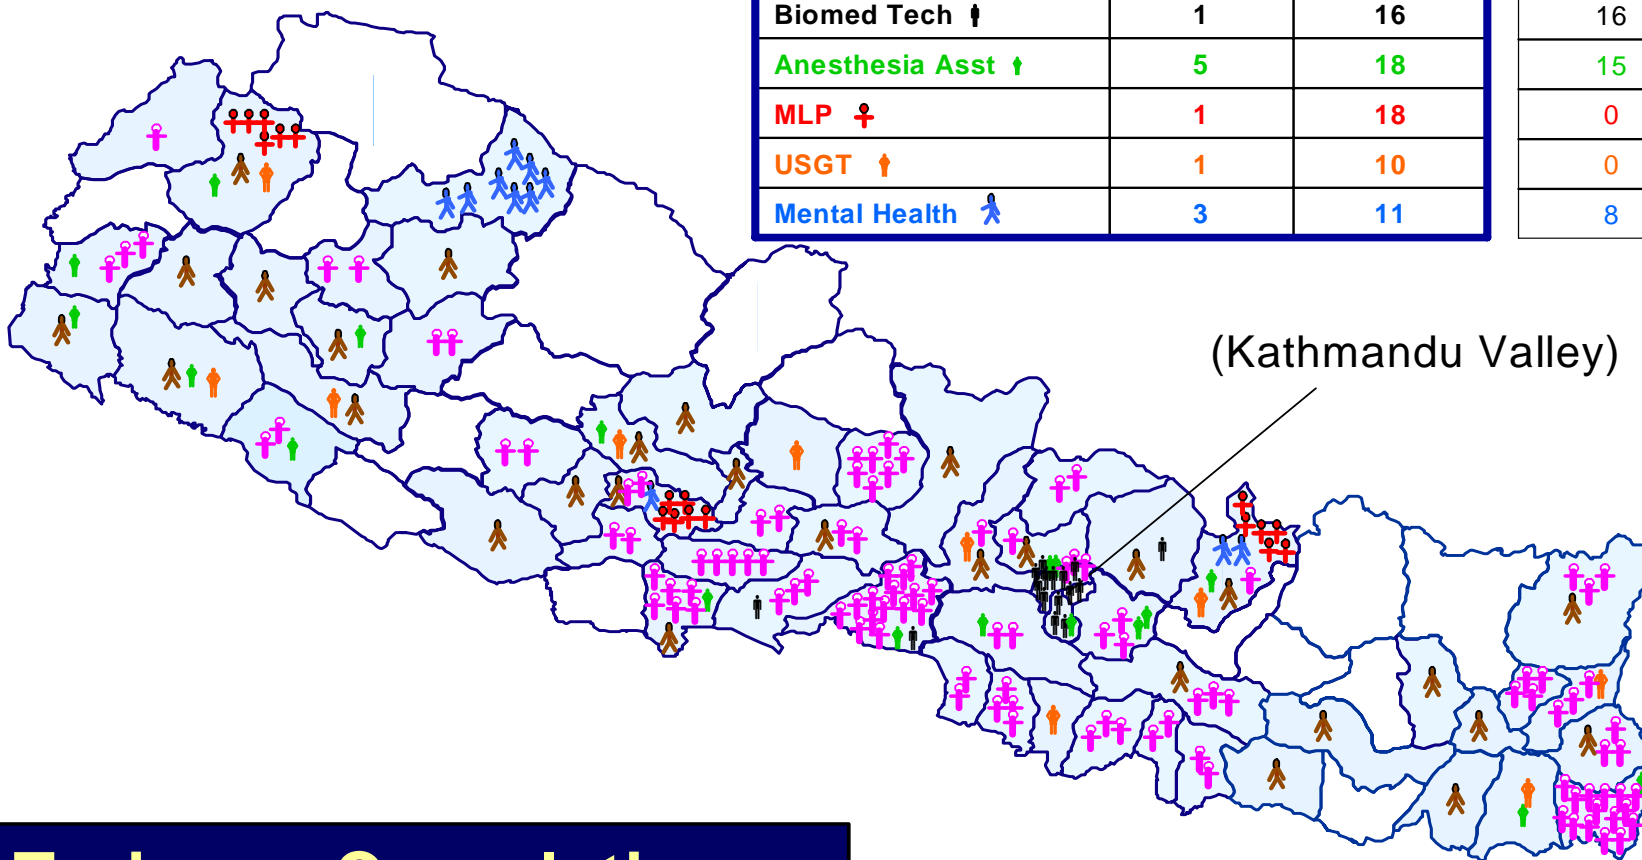 Biomed Tech 1 16 16
Anesthesia Asst 5 18 15
MLP 1 18 0
USGT 1 10 0
Mental Health 3 11 8
(Kathmandu Valley)